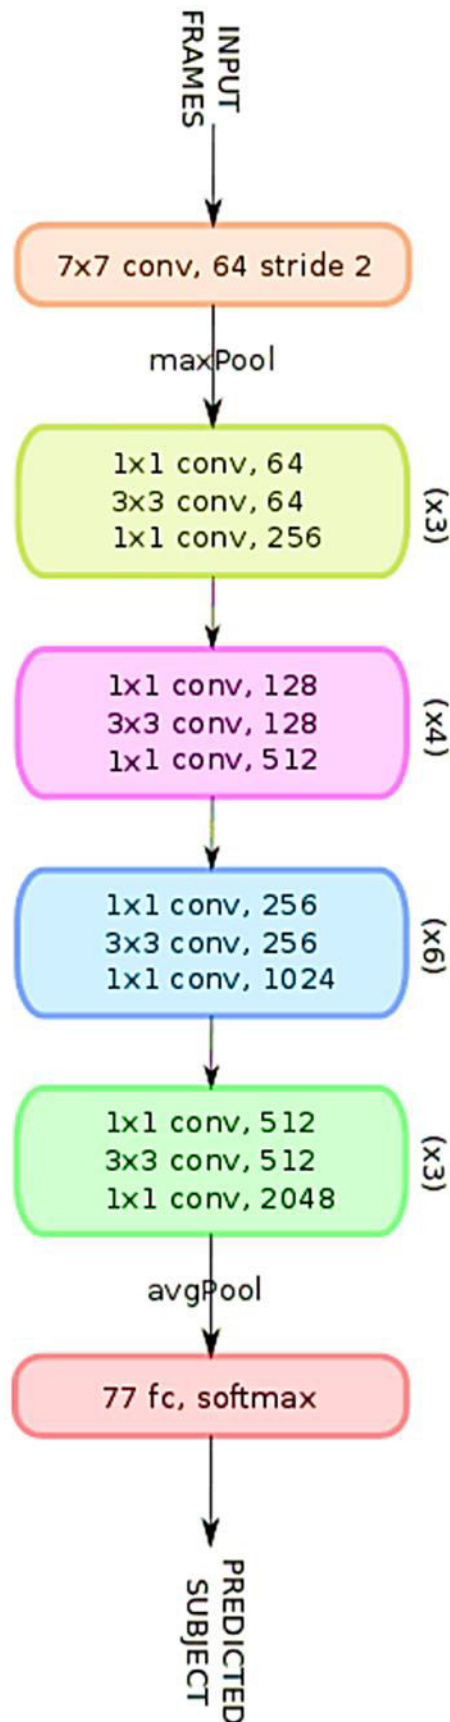 INPUT
FRAMES
7x7 conv, 64 stride 2
maxPool
1x1 conv, 64
3x3 conv, 64
1x1 conv, 256
(x3)
1x1 conv, 128
3x3 conv, 128
1x1 conv, 512
(x4)
1x1 conv, 256
3x3 conv, 256
1x1 conv, 1024
(x6)
1x1 conv, 512
3x3 conv, 512
1x1 conv, 2048
(x3)
avgPool
77 fc, softmax
PREDICTED
SUBJECT